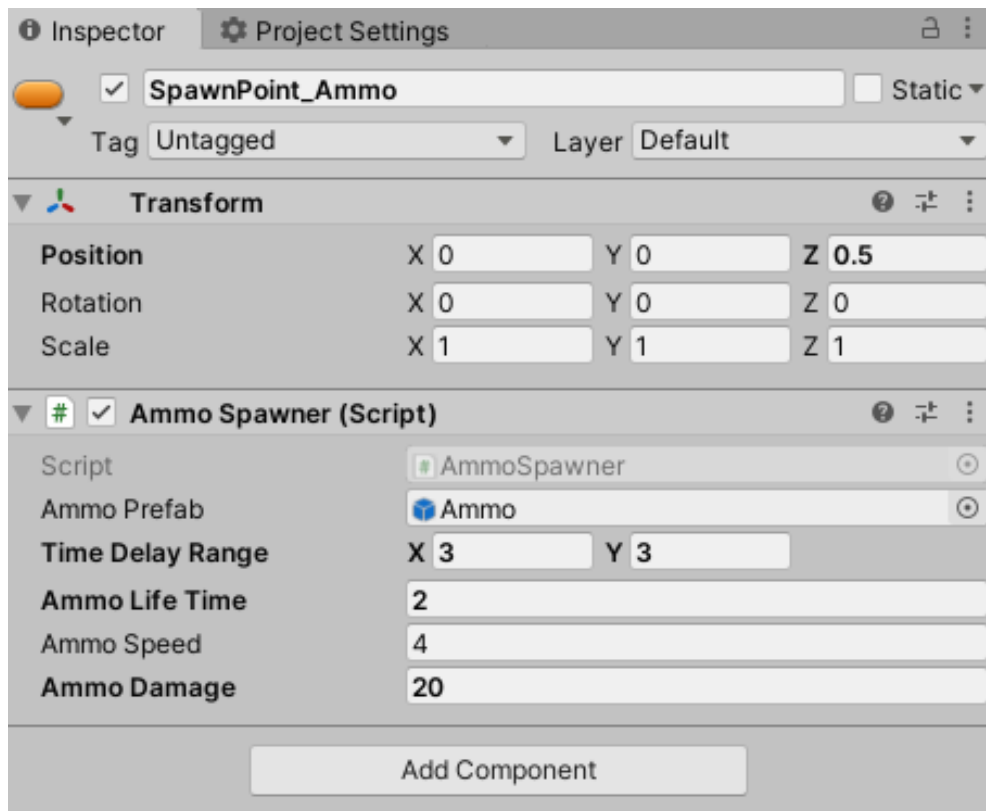 Inspector Project Settings
SpawnPoint_Ammo Static
Tag Untagged Layer Default
Transform
Position X 0 Y 0 Z 0.5
Rotation X 0 Y 0 Z 0
Scale X 1 Y 1 Z 1
# Ammo Spawner (Script)
Script # AmmoSpawner
Ammo Prefab Ammo
Time Delay Range X 3 Y 3
Ammo Life Time 2
Ammo Speed 4
Ammo Damage 20
Add Component